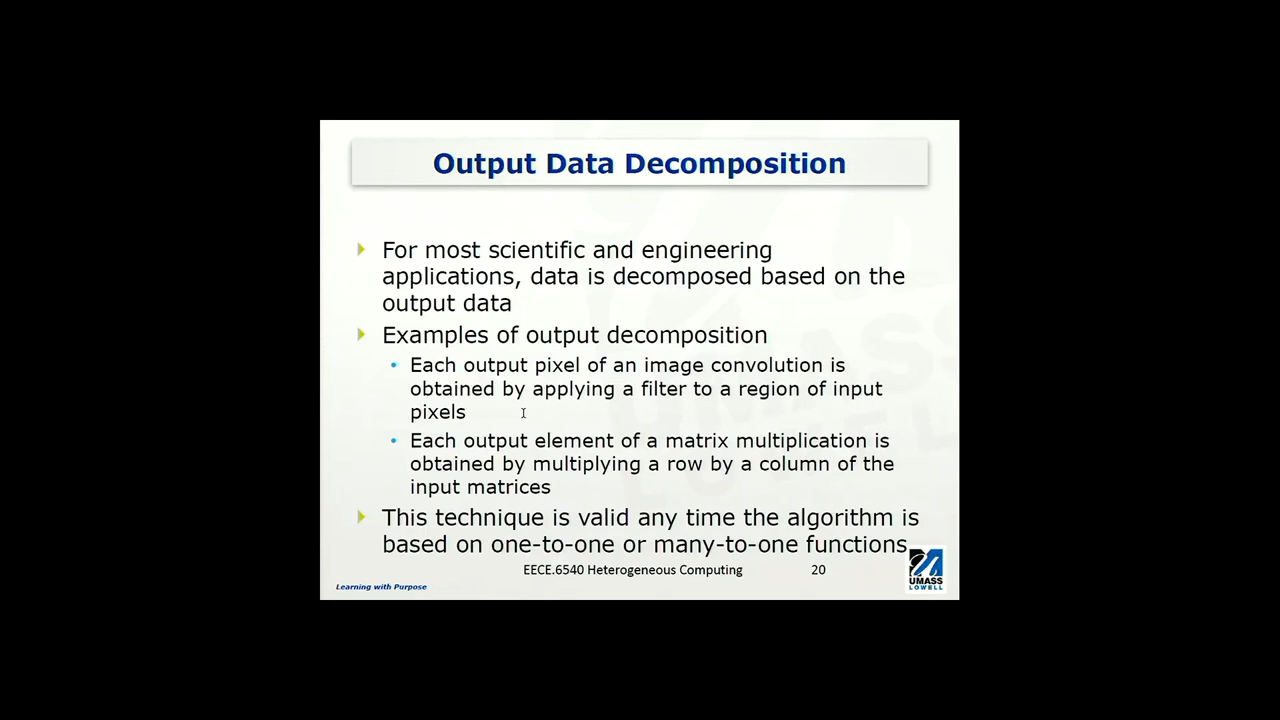 Output Data Decomposition
For most scientific and engineering
applications, data is decomposed based on the
output data
Examples of output decomposition
Each output pixel of an image convolution is
obtained by applying a filter to a region of input
pixels
Each output element of a matrix multiplication is
obtained by multiplying a row by a column of the
input matrices
This technique is valid any time the algorithm is
based on one-to-one or many-to-one functions
EECE.6540 Heterogeneous Computing 20
Learning with Purpose
UMASS
LOWELL